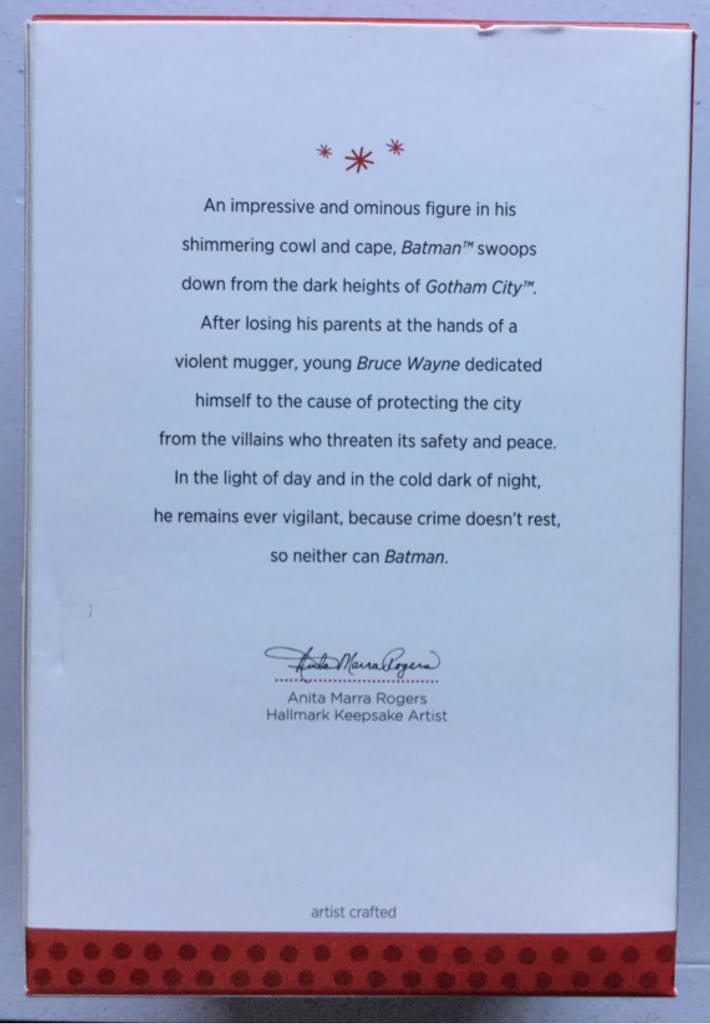 An impressive and ominous figure in his
shimmering cowl and cape, Batman™ swoops
down from the dark heights of Gotham City™.
After losing his parents at the hands of a
violent mugger, young Bruce Wayne dedicated
himself to the cause of protecting the city
from the villains who threaten its safety and peace.
In the light of day and in the cold dark of night,
he remains ever vigilant, because crime doesn't rest,
so neither can Batman.
Anita Marra Rogers
Anita Marra Rogers
Hallmark Keepsake Artist
artist crafted